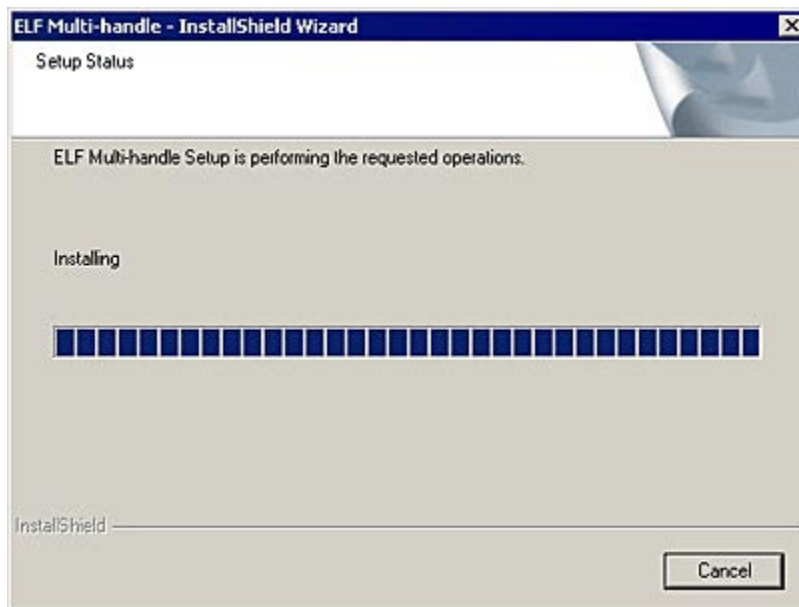 ELF Multi-handle - InstallShield Wizard
Setup Status
ELF Multi-handle Setup is performing the requested operations.
Installing
InstallShield
Cancel